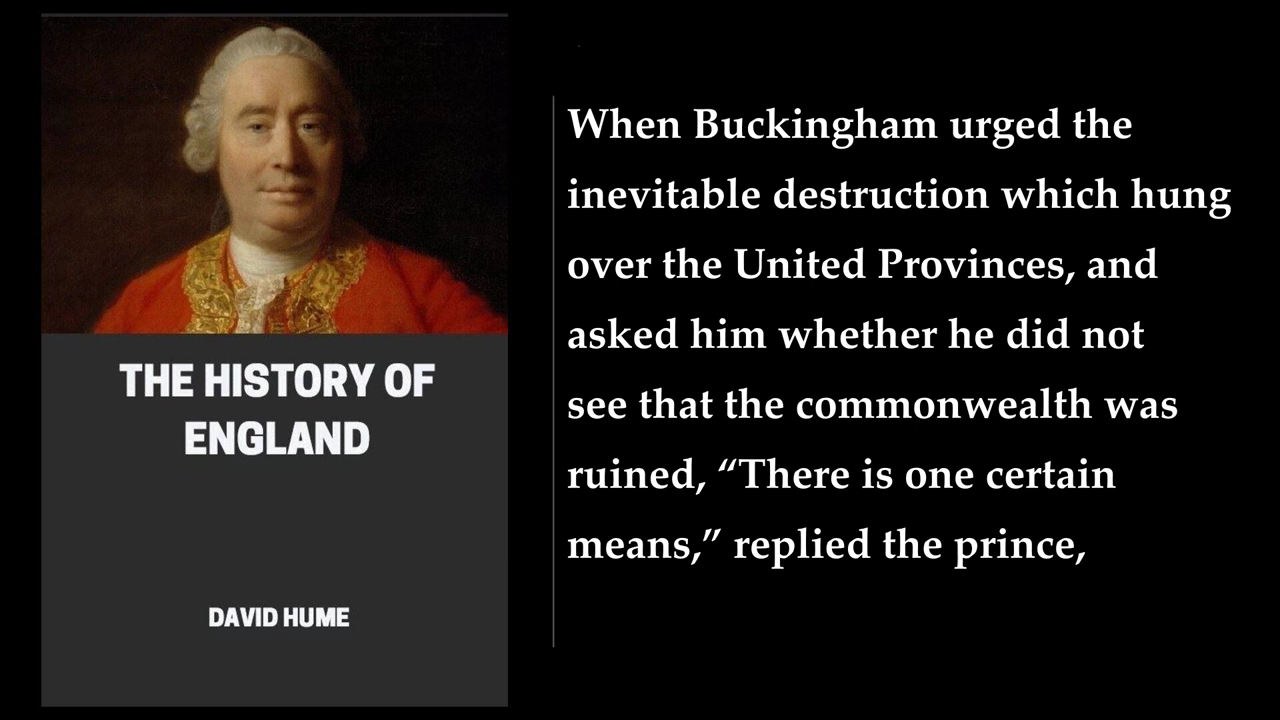 THE HISTORY OF
ENGLAND
DAVID HUME
When Buckingham urged the
inevitable destruction which hung
over the United Provinces, and
asked him whether he did not
see that the commonwealth was
ruined, “There is one certain
means,” replied the prince,